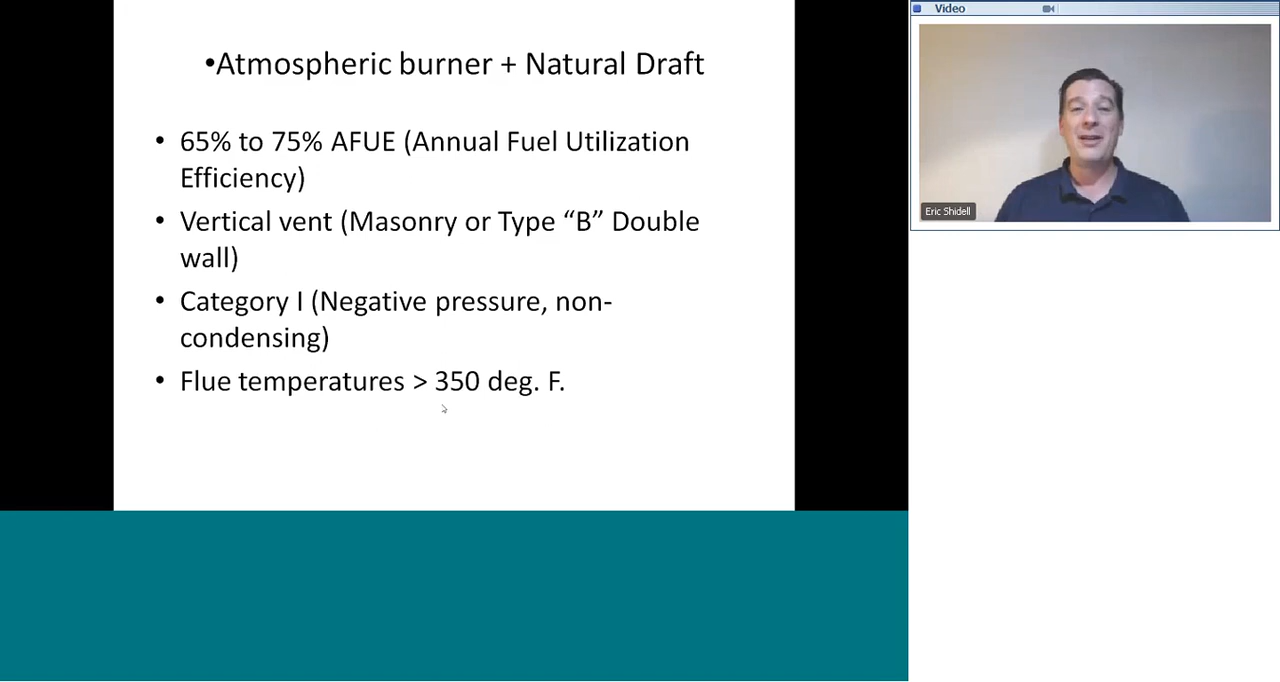 •Atmospheric burner + Natural Draft
• 65% to 75% AFUE (Annual Fuel Utilization
Efficiency)
• Vertical vent (Masonry or Type “B” Double
wall)
• Category I (Negative pressure, non-
condensing)
• Flue temperatures > 350 deg. F.
Video
Eric Shidell